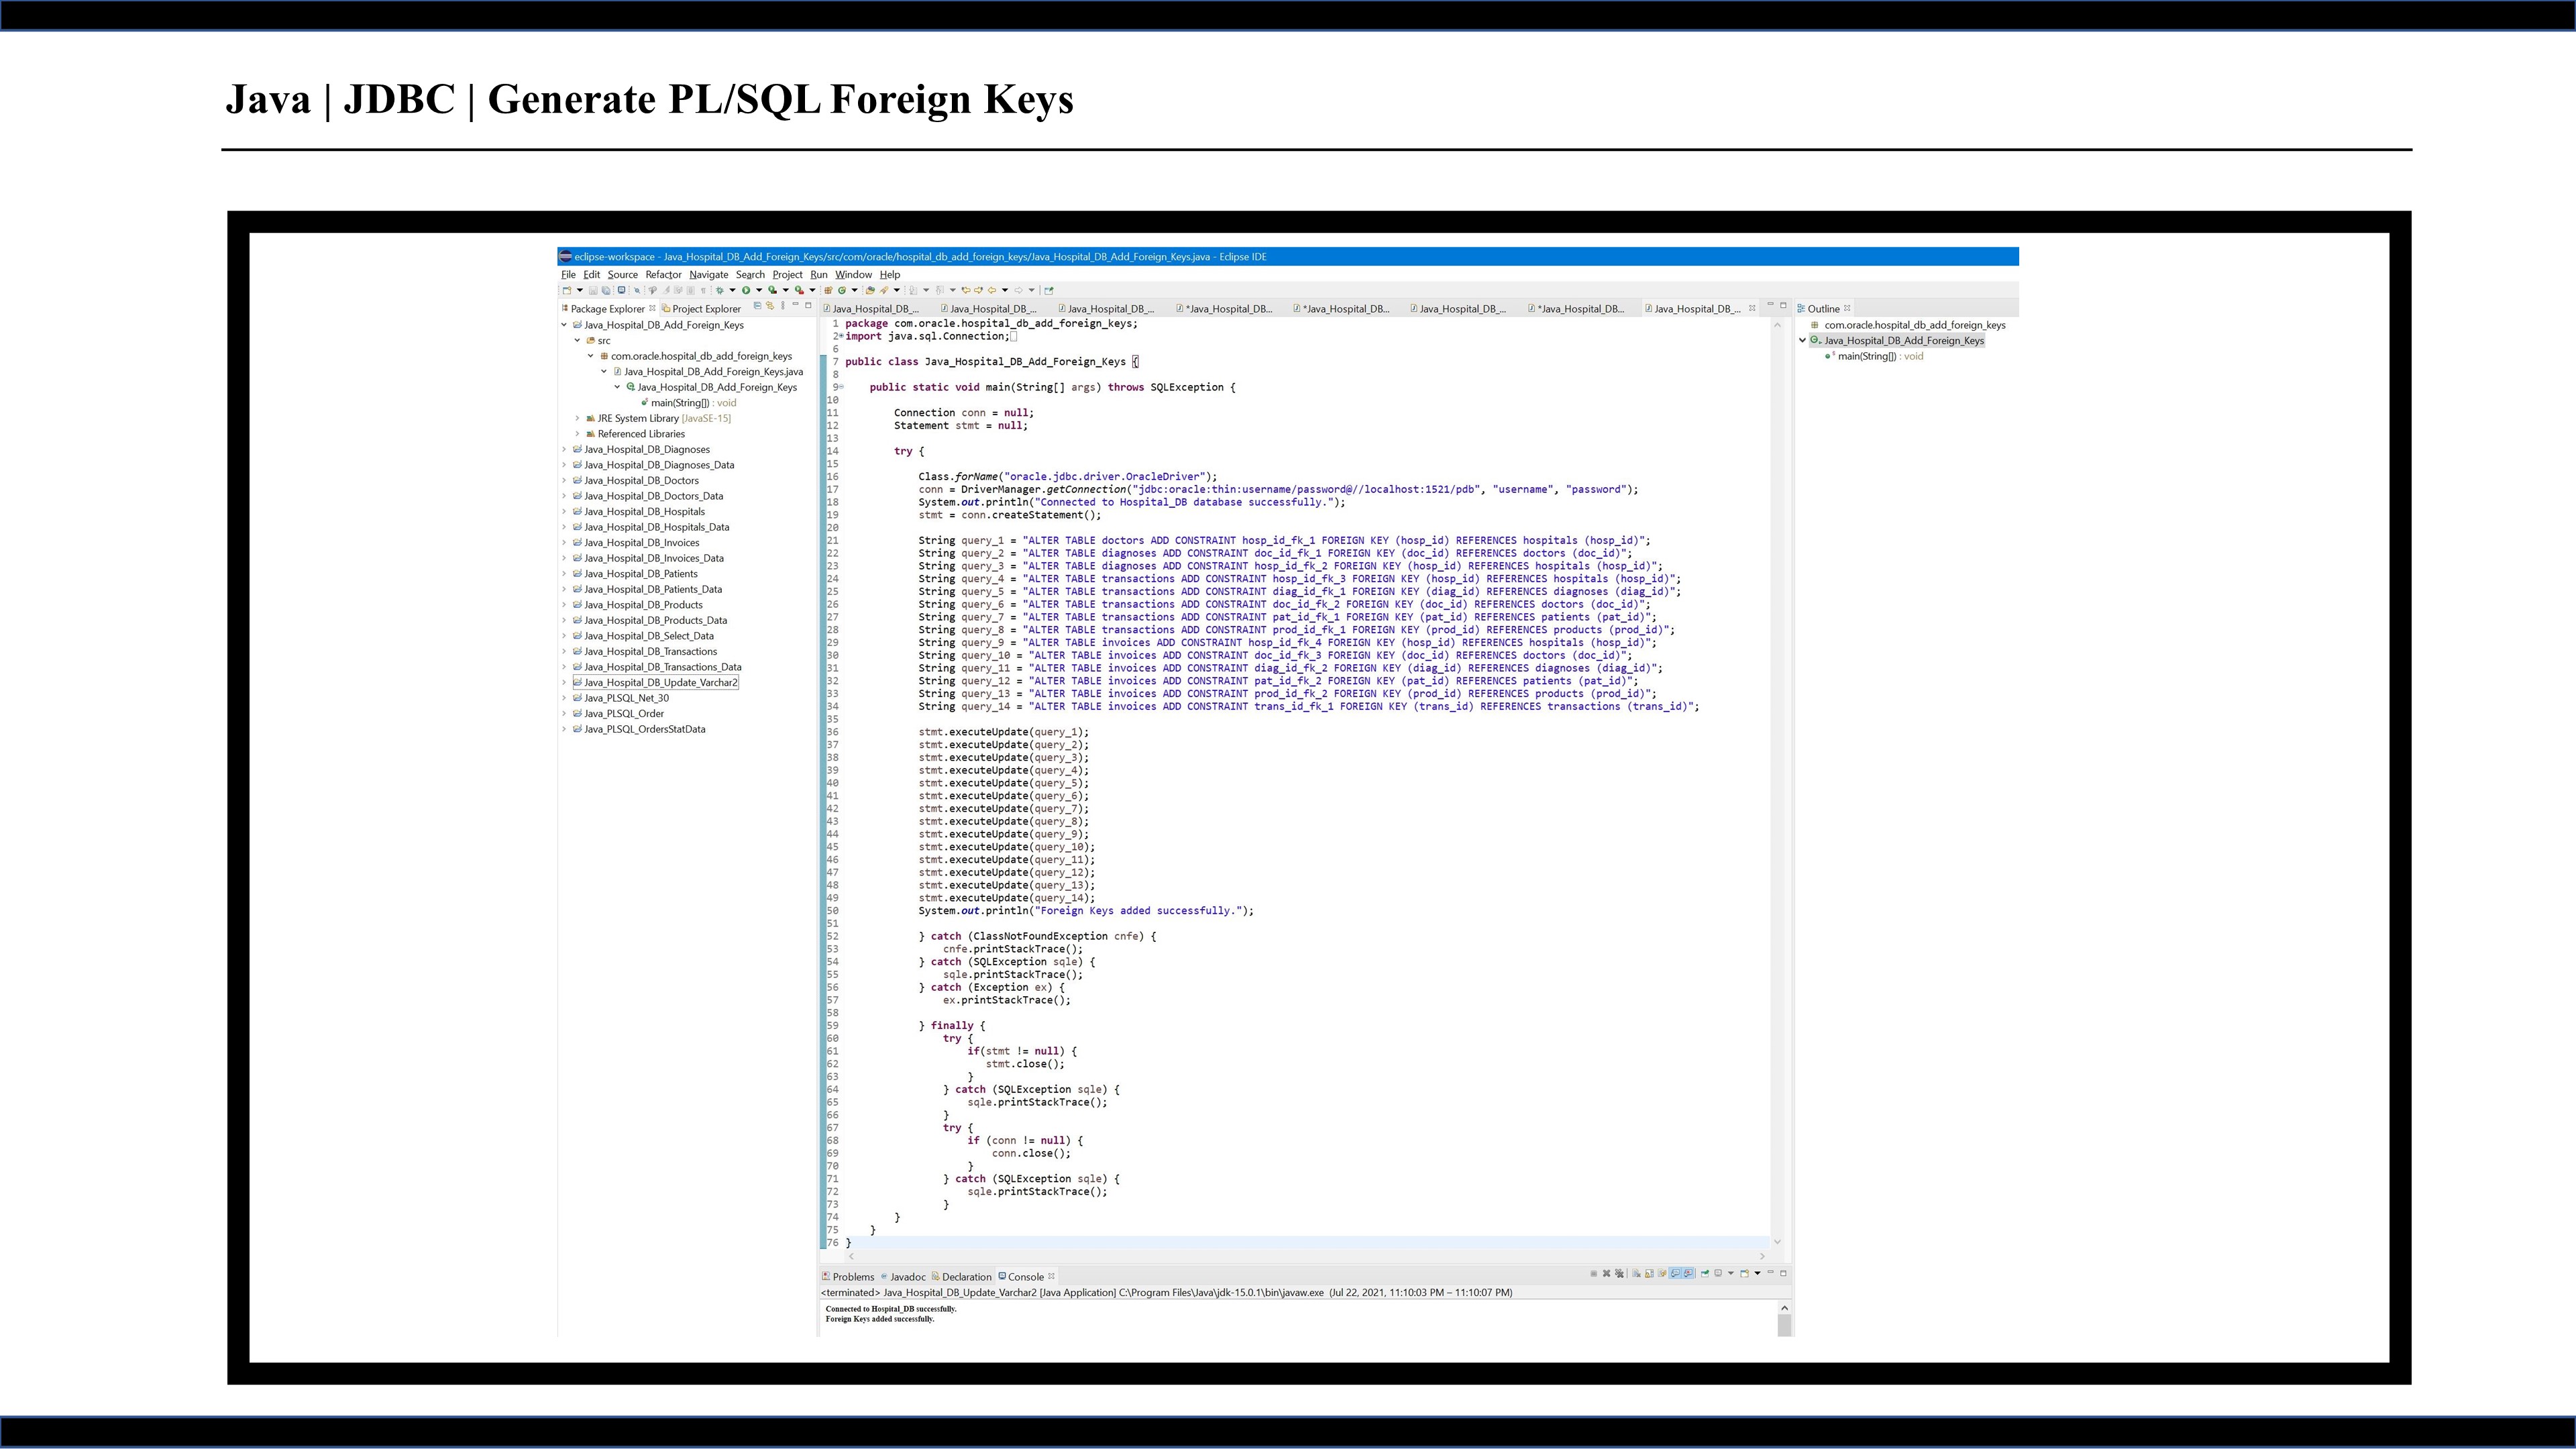 Java | JDBC | Generate PL/SQL Foreign Keys
eclipse-workspace - Java_Hospital_DB_Add_Foreign_Keys/src/com/oracle/hospital_db_add_foreign_keys/Java_Hospital_DB_Add_Foreign_Keys.java - Eclipse IDE
File Edit Source Refactor Navigate Search Project Run Window Help
Package Explorer Project Explorer
Java_Hospital_DB_Add_Foreign_Keys
src
com.oracle.hospital_db_add_foreign_keys
Java_Hospital_DB_Add_Foreign_Keys.java
Java_Hospital_DB_Add_Foreign_Keys
main(String[]) : void
JRE System Library [JavaSE-15]
Referenced Libraries
Java_Hospital_DB_Diagnoses
Java_Hospital_DB_Diagnoses_Data
Java_Hospital_DB_Doctors
Java_Hospital_DB_Doctors_Data
Java_Hospital_DB_Hospitals
Java_Hospital_DB_Hospitals_Data
Java_Hospital_DB_Invoices
Java_Hospital_DB_Invoices_Data
Java_Hospital_DB_Patients
Java_Hospital_DB_Patients_Data
Java_Hospital_DB_Products
Java_Hospital_DB_Products_Data
Java_Hospital_DB_Select_Data
Java_Hospital_DB_Transactions
Java_Hospital_DB_Transactions_Data
Java_Hospital_DB_Update_Varchar2
Java_PLSQL_Net_30
Java_PLSQL_Order
Java_PLSQL_OrdersStatData
Java_Hospital_DB_... Java_Hospital_DB_... Java_Hospital_DB_... *Java_Hospital_DB... *Java_Hospital_DB... Java_Hospital_DB_... *Java_Hospital_DB... Java_Hospital_DB_...
1 package com.oracle.hospital_db_add_foreign_keys;
2 import java.sql.Connection;
6
7 public class Java_Hospital_DB_Add_Foreign_Keys {
8
9 public static void main(String[] args) throws SQLException {
10
11 Connection conn = null;
12 Statement stmt = null;
13
14 try {
15
16 Class.forName("oracle.jdbc.driver.OracleDriver");
17 conn = DriverManager.getConnection("jdbc:oracle:thin:username/password@//localhost:1521/pdb", "username", "password");
18 System.out.println("Connected to Hospital_DB database successfully.");
19 stmt = conn.createStatement();
20
21 String query_1 = "ALTER TABLE doctors ADD CONSTRAINT hosp_id_fk_1 FOREIGN KEY (hosp_id) REFERENCES hospitals (hosp_id)";
22 String query_2 = "ALTER TABLE diagnoses ADD CONSTRAINT doc_id_fk_1 FOREIGN KEY (doc_id) REFERENCES doctors (doc_id)";
23 String query_3 = "ALTER TABLE diagnoses ADD CONSTRAINT hosp_id_fk_2 FOREIGN KEY (hosp_id) REFERENCES hospitals (hosp_id)";
24 String query_4 = "ALTER TABLE transactions ADD CONSTRAINT hosp_id_fk_3 FOREIGN KEY (hosp_id) REFERENCES hospitals (hosp_id)";
25 String query_5 = "ALTER TABLE transactions ADD CONSTRAINT diag_id_fk_1 FOREIGN KEY (diag_id) REFERENCES diagnoses (diag_id)";
26 String query_6 = "ALTER TABLE transactions ADD CONSTRAINT doc_id_fk_2 FOREIGN KEY (doc_id) REFERENCES doctors (doc_id)";
27 String query_7 = "ALTER TABLE transactions ADD CONSTRAINT pat_id_fk_1 FOREIGN KEY (pat_id) REFERENCES patients (pat_id)";
28 String query_8 = "ALTER TABLE transactions ADD CONSTRAINT prod_id_fk_1 FOREIGN KEY (prod_id) REFERENCES products (prod_id)";
29 String query_9 = "ALTER TABLE invoices ADD CONSTRAINT hosp_id_fk_4 FOREIGN KEY (hosp_id) REFERENCES hospitals (hosp_id)";
30 String query_10 = "ALTER TABLE invoices ADD CONSTRAINT doc_id_fk_3 FOREIGN KEY (doc_id) REFERENCES doctors (doc_id)";
31 String query_11 = "ALTER TABLE invoices ADD CONSTRAINT diag_id_fk_2 FOREIGN KEY (diag_id) REFERENCES diagnoses (diag_id)";
32 String query_12 = "ALTER TABLE invoices ADD CONSTRAINT pat_id_fk_2 FOREIGN KEY (pat_id) REFERENCES patients (pat_id)";
33 String query_13 = "ALTER TABLE invoices ADD CONSTRAINT prod_id_fk_2 FOREIGN KEY (prod_id) REFERENCES products (prod_id)";
34 String query_14 = "ALTER TABLE invoices ADD CONSTRAINT trans_id_fk_1 FOREIGN KEY (trans_id) REFERENCES transactions (trans_id)";
35
36 stmt.executeUpdate(query_1);
37 stmt.executeUpdate(query_2);
38 stmt.executeUpdate(query_3);
39 stmt.executeUpdate(query_4);
40 stmt.executeUpdate(query_5);
41 stmt.executeUpdate(query_6);
42 stmt.executeUpdate(query_7);
43 stmt.executeUpdate(query_8);
44 stmt.executeUpdate(query_9);
45 stmt.executeUpdate(query_10);
46 stmt.executeUpdate(query_11);
47 stmt.executeUpdate(query_12);
48 stmt.executeUpdate(query_13);
49 stmt.executeUpdate(query_14);
50 System.out.println("Foreign Keys added successfully.");
51
52 } catch (ClassNotFoundException cnfe) {
53 cnfe.printStackTrace();
54 } catch (SQLException sqle) {
55 sqle.printStackTrace();
56 } catch (Exception ex) {
57 ex.printStackTrace();
58
59 } finally {
60 try {
61 if(stmt != null) {
62 stmt.close();
63 }
64 } catch (SQLException sqle) {
65 sqle.printStackTrace();
66 }
67 try {
68 if (conn != null) {
69 conn.close();
70 }
71 } catch (SQLException sqle) {
72 sqle.printStackTrace();
73 }
74 }
75 }
76 }
Outline
com.oracle.hospital_db_add_foreign_keys
Java_Hospital_DB_Add_Foreign_Keys
main(String[]) : void
Problems Javadoc Declaration Console
<terminated> Java_Hospital_DB_Update_Varchar2 [Java Application] C:\Program Files\Java\jdk-15.0.1\bin\javaw.exe (Jul 22, 2021, 11:10:03 PM – 11:10:07 PM)
Connected to Hospital_DB successfully.
Foreign Keys added successfully.